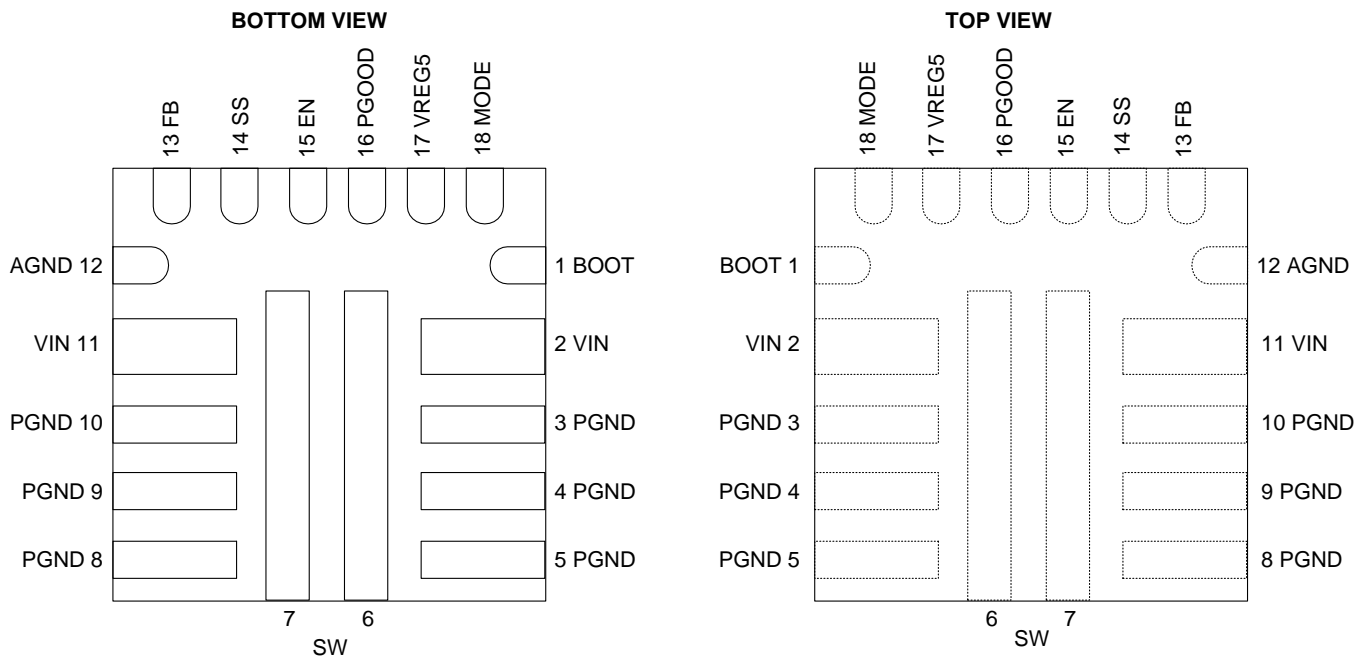 BOTTOM VIEW
13 FB
14 SS
15 EN
16 PGOOD
17 VREG5
18 MODE
AGND 12
1 BOOT
VIN 11
2 VIN
PGND 10
3 PGND
PGND 9
4 PGND
PGND 8
5 PGND
7
6
SW
TOP VIEW
18 MODE
17 VREG5
16 PGOOD
15 EN
14 SS
13 FB
BOOT 1
12 AGND
VIN 2
11 VIN
PGND 3
10 PGND
PGND 4
9 PGND
PGND 5
8 PGND
6
7
SW